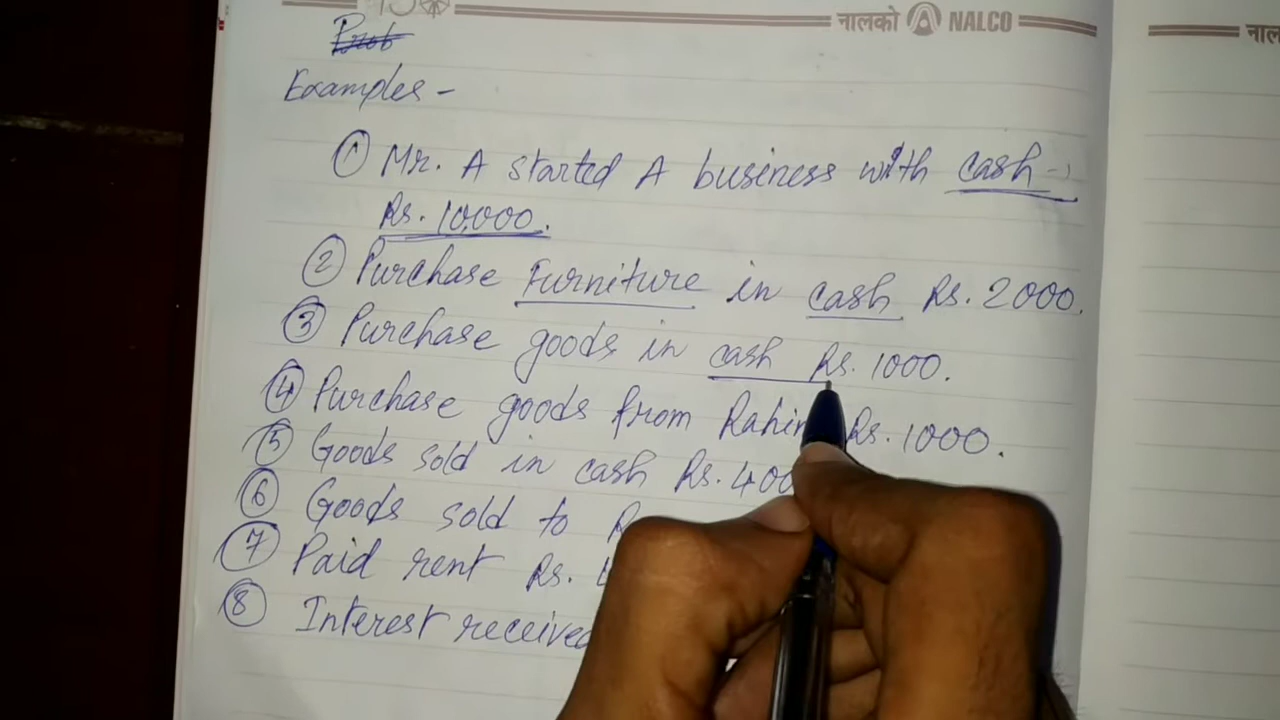 नालको NALCO
Prob
Examples -
① Mr. A started A business with cash -
Rs. 10,000.
② Purchase Furniture in cash Rs. 2000.
③ Purchase goods in cash Rs. 1000.
④ Purchase goods from Rahim Rs. 1000.
⑤ Goods sold in cash Rs. 400
⑥ Goods sold to R
⑦ Paid rent Rs.
⑧ Interest received